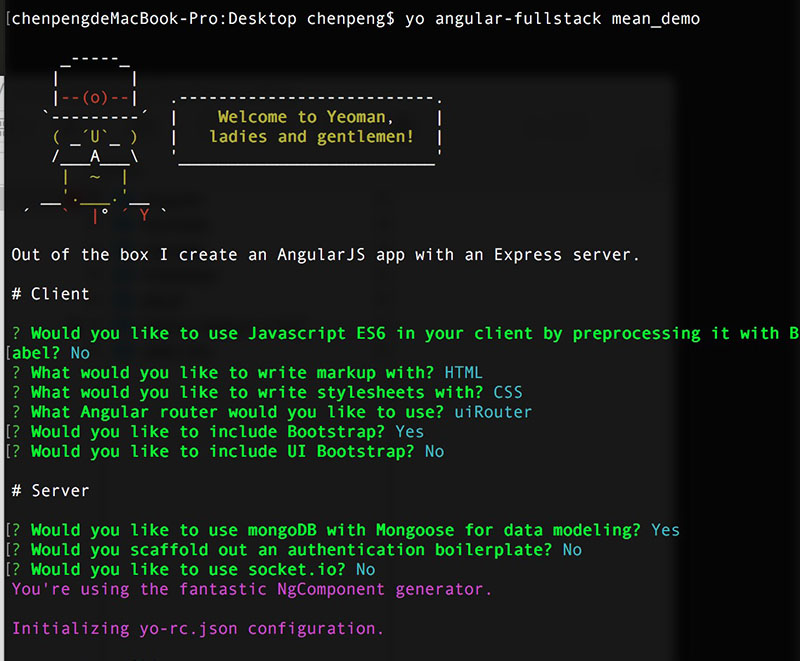 [chenpengdeMacBook-Pro:Desktop chenpeng$ yo angular-fullstack mean_demo
     _-----_
    |       |
    |--(o)--|   .--------------------------.
   `---------´  |    Welcome to Yeoman,    |
    ( _´U`_ )   |   ladies and gentlemen!  |
    /___A___\   '__________________________'
     |  ~  |
   __'.___.'__
 ´   `  |° ´ Y `
Out of the box I create an AngularJS app with an Express server.
# Client
? Would you like to use Javascript ES6 in your client by preprocessing it with B
[abel? No
? What would you like to write markup with? HTML
? What would you like to write stylesheets with? CSS
? What Angular router would you like to use? uiRouter
[? Would you like to include Bootstrap? Yes
[? Would you like to include UI Bootstrap? No
# Server
[? Would you like to use mongoDB with Mongoose for data modeling? Yes
[? Would you scaffold out an authentication boilerplate? No
[? Would you like to use socket.io? No
You're using the fantastic NgComponent generator.
Initializing yo-rc.json configuration.